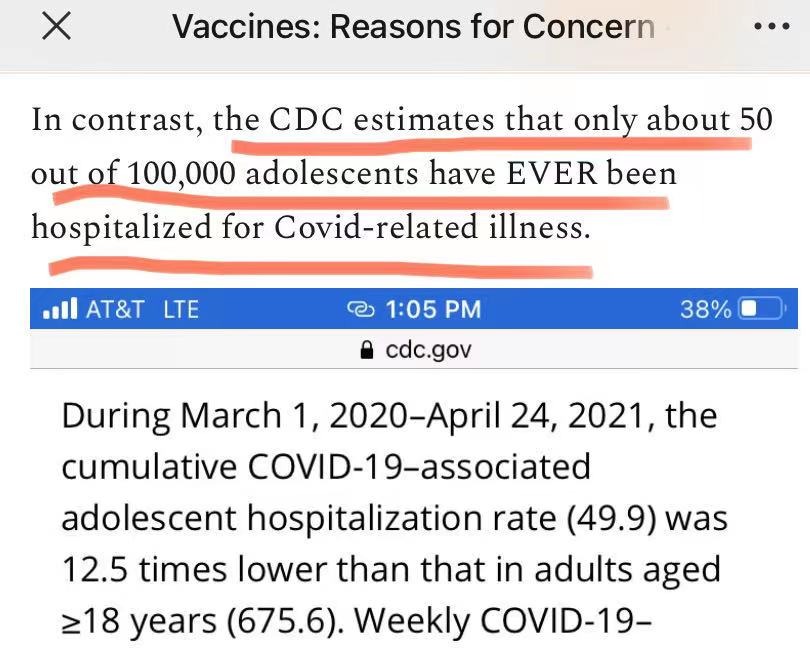 Vaccines: Reasons for Concern
In contrast, the CDC estimates that only about 50
out of 100,000 adolescents have EVER been
hospitalized for Covid-related illness.
AT&T LTE 1:05 PM 38%
cdc.gov
During March 1, 2020–April 24, 2021, the
cumulative COVID-19–associated
adolescent hospitalization rate (49.9) was
12.5 times lower than that in adults aged
≥18 years (675.6). Weekly COVID-19–